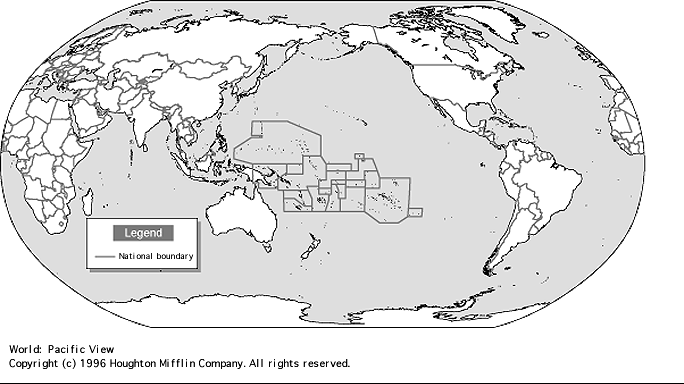 Legend
National boundary
World: Pacific View
Copyright (c) 1996 Houghton Mifflin Company. All rights reserved.